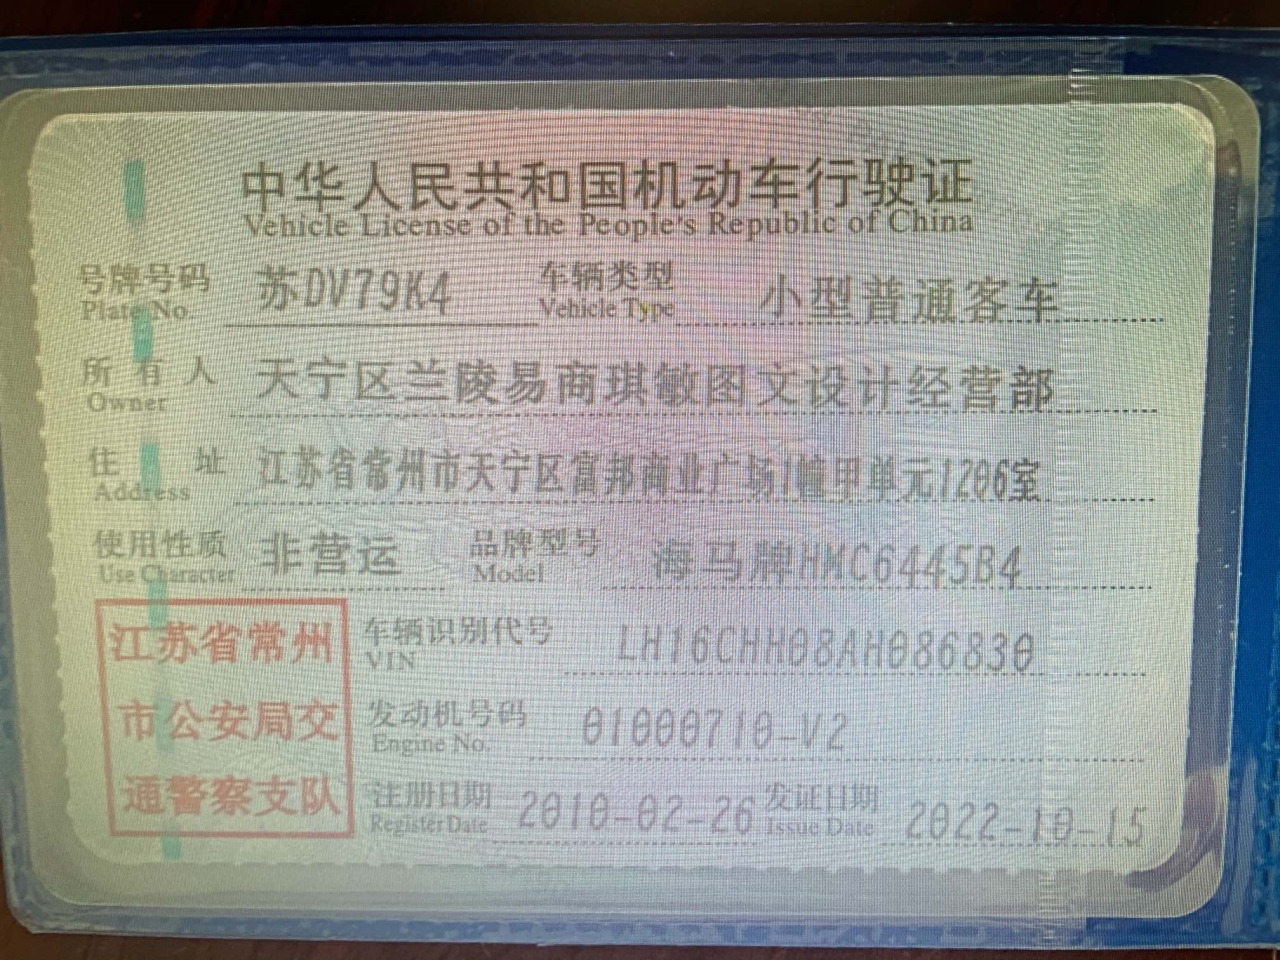 中华人民共和国机动车行驶证
Vehicle License of the People's Republic of China
号牌号码 苏DV79K4 车辆类型 小型普通客车
Plate No. Vehicle Type
所有人 天宁区兰陵易商琪敏图文设计经营部
Owner
住址 江苏省常州市天宁区富邦商业广场1幢甲单元1206室
Address
使用性质 非营运 品牌型号 海马牌HMC6445B4
Use Character Model
江苏省常州
市公安局交
通警察支队
车辆识别代号 LH16CHH08AH086830
VIN
发动机号码 01000710-V2
Engine No.
注册日期 2010-02-26 发证日期 2022-10-15
Register Date Issue Date